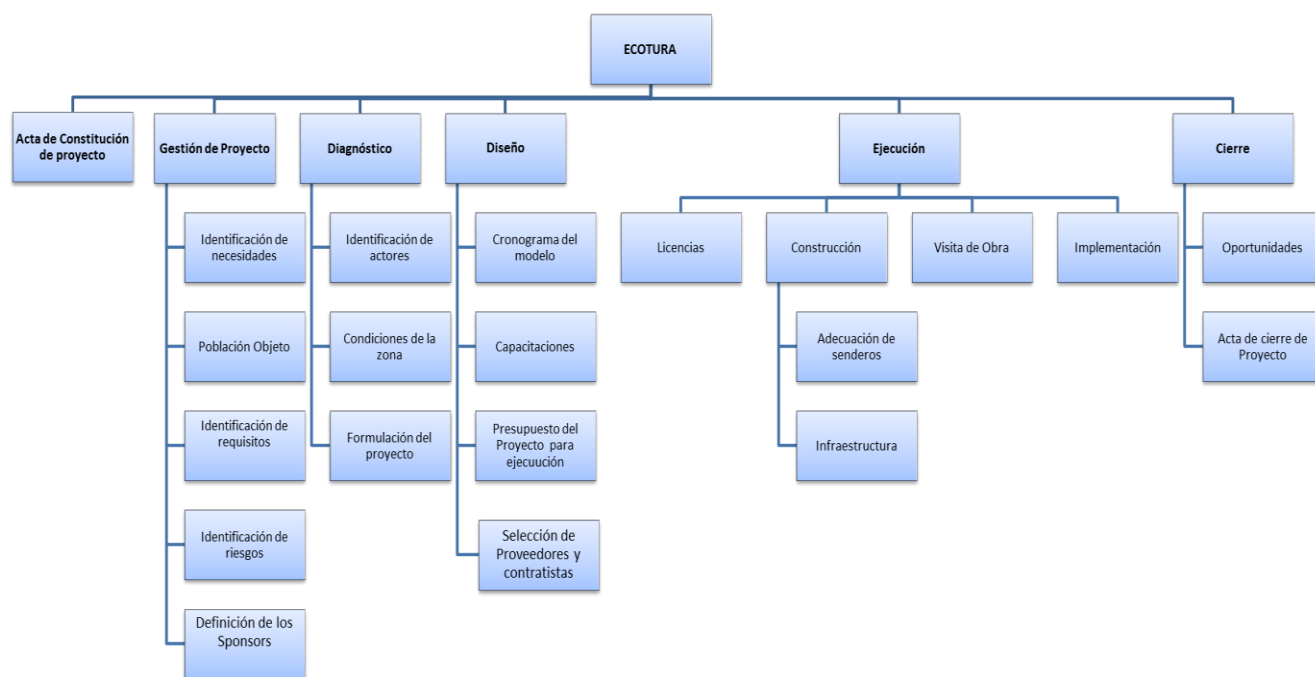 ECOTURA
Acta de Constitución
de proyecto
Gestión de Proyecto
Diagnóstico
Diseño
Ejecución
Cierre
Identificación de
necesidades
Población Objeto
Identificación de
requisitos
Identificación de
riesgos
Definición de los
Sponsors
Identificación de
actores
Condiciones de la
zona
Formulación del
proyecto
Cronograma del
modelo
Capacitaciones
Presupuesto del
Proyecto para
ejecuución
Selección de
Proveedores y
contratistas
Licencias
Construcción
Adecuación de
senderos
Infraestructura
Visita de Obra
Implementación
Oportunidades
Acta de cierre de
Proyecto